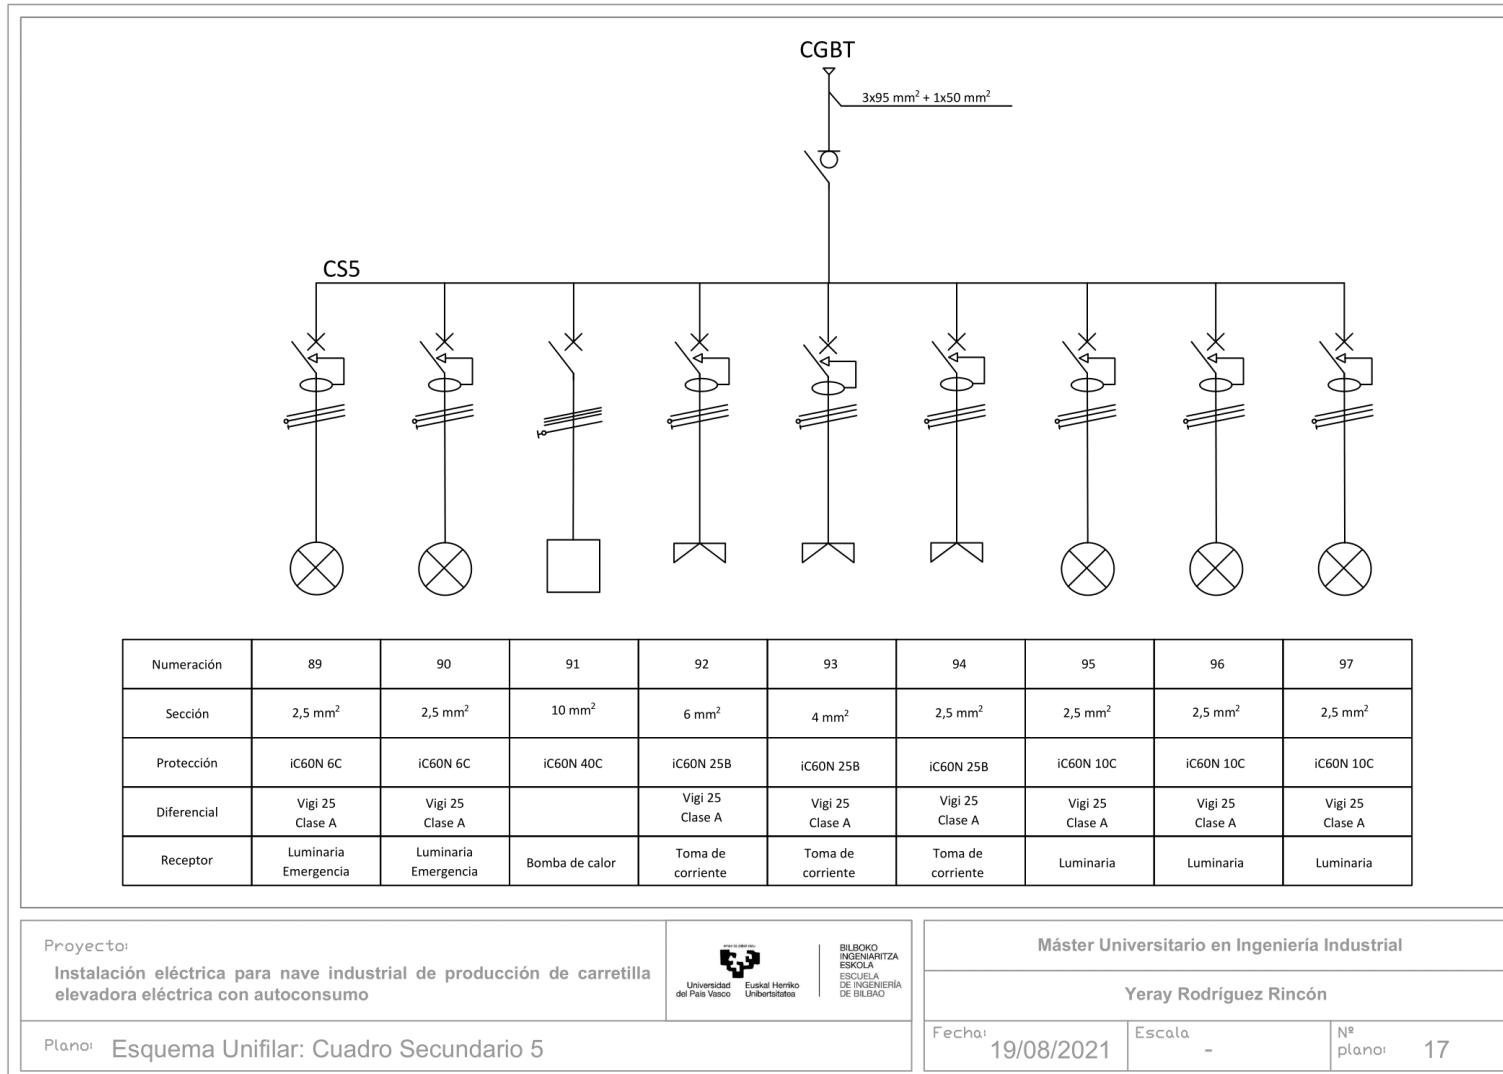 CGBT
3x95 mm² + 1x50 mm²
CS5
Numeración 89 90 91 92 93 94 95 96 97
Sección 2,5 mm² 2,5 mm² 10 mm² 6 mm² 4 mm² 2,5 mm² 2,5 mm² 2,5 mm² 2,5 mm²
Protección iC60N 6C iC60N 6C iC60N 40C iC60N 25B iC60N 25B iC60N 25B iC60N 10C iC60N 10C iC60N 10C
Diferencial Vigi 25 Vigi 25 Vigi 25 Vigi 25 Vigi 25 Vigi 25 Vigi 25 Vigi 25
Clase A Clase A Clase A Clase A Clase A Clase A Clase A Clase A
Receptor Luminaria Luminaria Bomba de calor Toma de Toma de Toma de Luminaria Luminaria Luminaria
Emergencia Emergencia corriente corriente corriente
Proyecto:
Instalación eléctrica para nave industrial de producción de carretilla
elevadora eléctrica con autoconsumo
Universidad Euskal Herriko
del País Vasco Unibertsitatea
BILBOKO
INGENIARITZA
ESKOLA
ESCUELA
DE INGENIERÍA
DE BILBAO
Plano: Esquema Unifilar: Cuadro Secundario 5
Máster Universitario en Ingeniería Industrial
Yeray Rodríguez Rincón
Fecha: 19/08/2021
Escala -
Nº
plano: 17